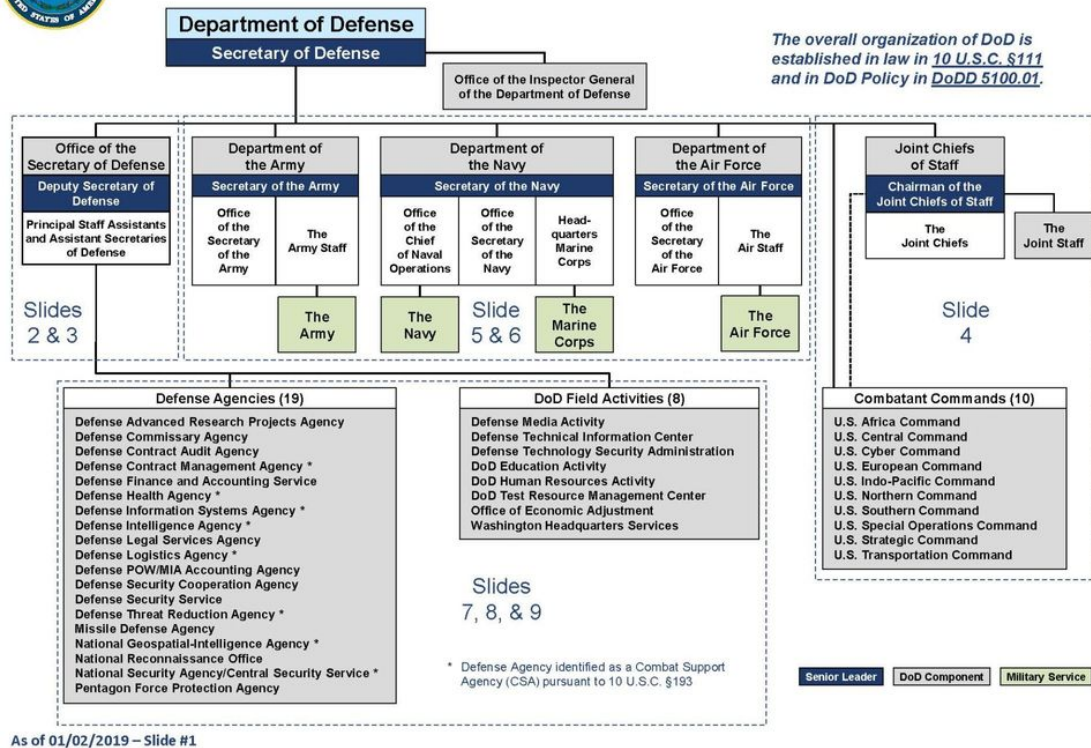 UNITED STATES OF AMERICA
Department of Defense
Secretary of Defense
Office of the Inspector General
of the Department of Defense
The overall organization of DoD is
established in law in 10 U.S.C. §111
and in DoD Policy in DoDD 5100.01.
Office of the
Secretary of Defense
Deputy Secretary of
Defense
Principal Staff Assistants
and Assistant Secretaries
of Defense
Slides
2 & 3
Department of
the Army
Secretary of the Army
Office
of the
Secretary
of the
Army
The
Army Staff
The
Army
Department of
the Navy
Secretary of the Navy
Office
of the
Chief
of Naval
Operations
Office
of the
Secretary
of the
Navy
Head-
quarters
Marine
Corps
The
Navy
Slide
5 & 6
The
Marine
Corps
Department of
the Air Force
Secretary of the Air Force
Office
of the
Secretary
of the
Air Force
The
Air Staff
The
Air Force
Joint Chiefs
of Staff
Chairman of the
Joint Chiefs of Staff
The
Joint Chiefs
The
Joint Staff
Slide
4
Defense Agencies (19)
Defense Advanced Research Projects Agency
Defense Commissary Agency
Defense Contract Audit Agency
Defense Contract Management Agency *
Defense Finance and Accounting Service
Defense Health Agency *
Defense Information Systems Agency *
Defense Intelligence Agency *
Defense Legal Services Agency
Defense Logistics Agency *
Defense POW/MIA Accounting Agency
Defense Security Cooperation Agency
Defense Security Service
Defense Threat Reduction Agency *
Missile Defense Agency
National Geospatial-Intelligence Agency *
National Reconnaissance Office
National Security Agency/Central Security Service *
Pentagon Force Protection Agency
DoD Field Activities (8)
Defense Media Activity
Defense Technical Information Center
Defense Technology Security Administration
DoD Education Activity
DoD Human Resources Activity
DoD Test Resource Management Center
Office of Economic Adjustment
Washington Headquarters Services
Slides
7, 8, & 9
* Defense Agency identified as a Combat Support
Agency (CSA) pursuant to 10 U.S.C. §193
Combatant Commands (10)
U.S. Africa Command
U.S. Central Command
U.S. Cyber Command
U.S. European Command
U.S. Indo-Pacific Command
U.S. Northern Command
U.S. Southern Command
U.S. Special Operations Command
U.S. Strategic Command
U.S. Transportation Command
Senior Leader
DoD Component
Military Service
As of 01/02/2019 – Slide #1